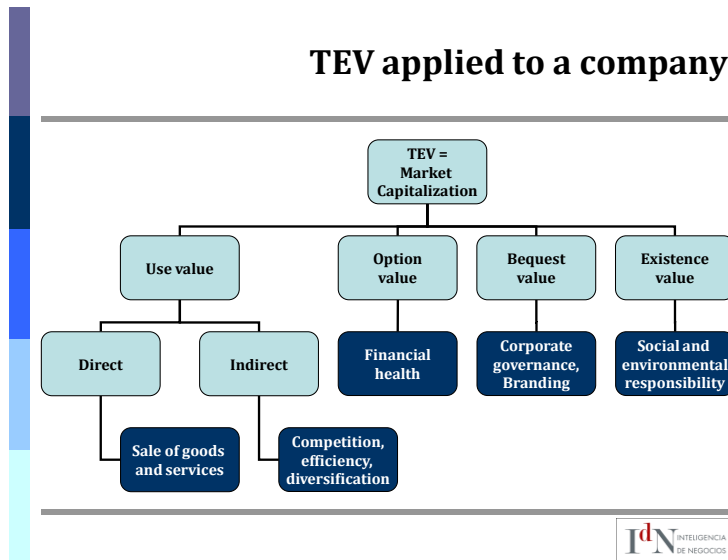 TEV applied to a company
TEV =
Market
Capitalization
Use value
Option
value
Bequest
value
Existence
value
Direct
Indirect
Financial
health
Corporate
governance,
Branding
Social and
environmental
responsibility
Sale of goods
and services
Competition,
efficiency,
diversification
IdN
INTELIGENCIA
DE NEGOCIOS